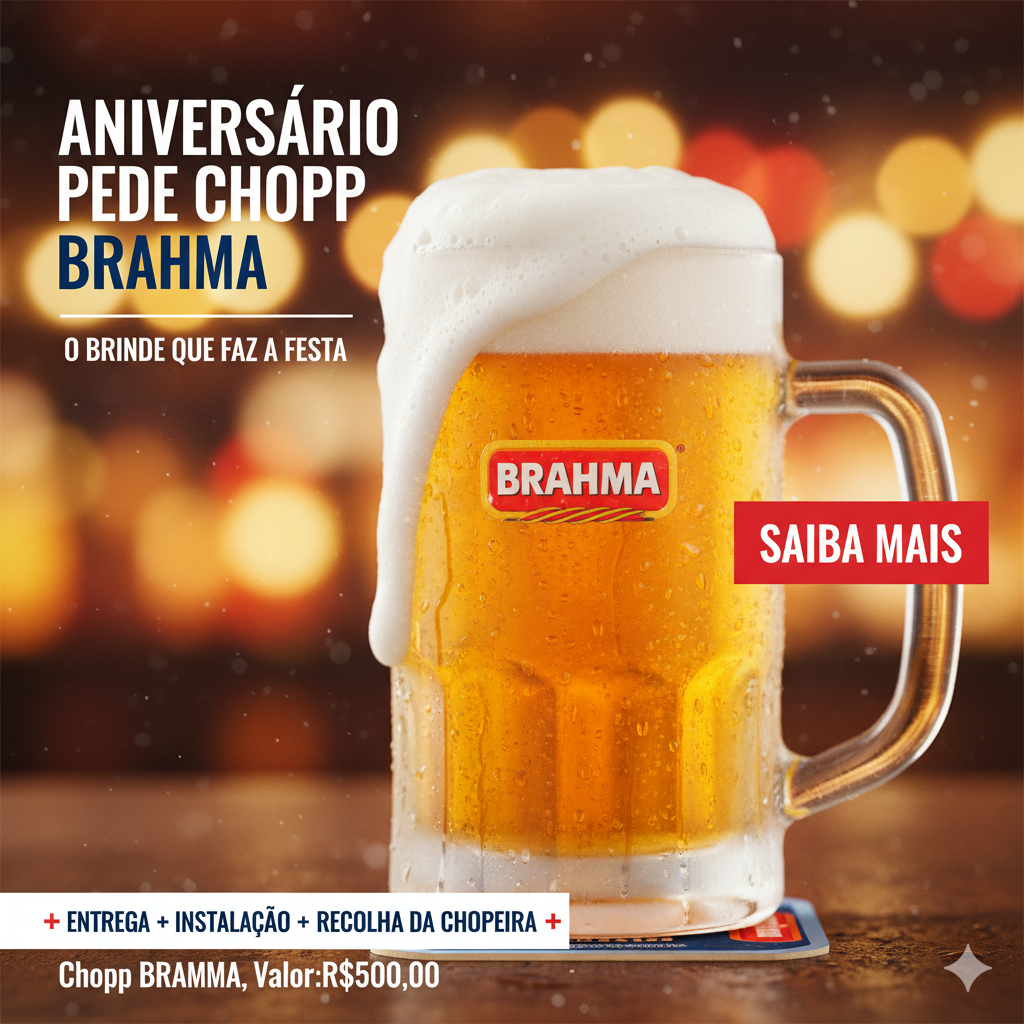 ANIVERSÁRIO
PEDE CHOPP
BRAHMA
O BRINDE QUE FAZ A FESTA
BRAHMA
SAIBA MAIS
+ ENTREGA + INSTALAÇÃO + RECOLHA DA CHOPEIRA +
Chopp BRAMMA, Valor:R$500,00